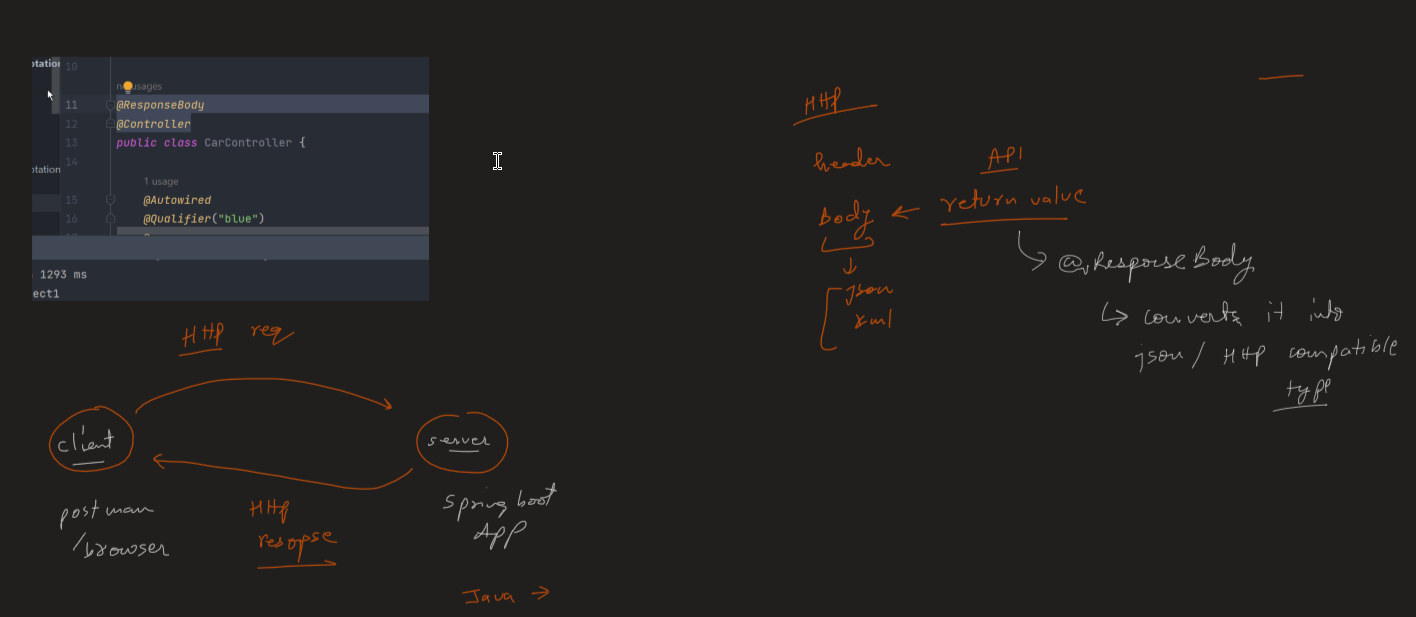 otation
10
no usages
11 @ResponseBody
12 @Controller
13 public class CarController {
14
otation
1 usage
15 @Autowired
16 @Qualifier("blue")
1293 ms
ect1
HTTP req
client
server
postman
/browser
HTTP
resopse
spring boot
APP
Java →
HTTP
header
API
Body ← return value
@ResponseBody
json
xml
converts it into
json / HTTP compatible
type